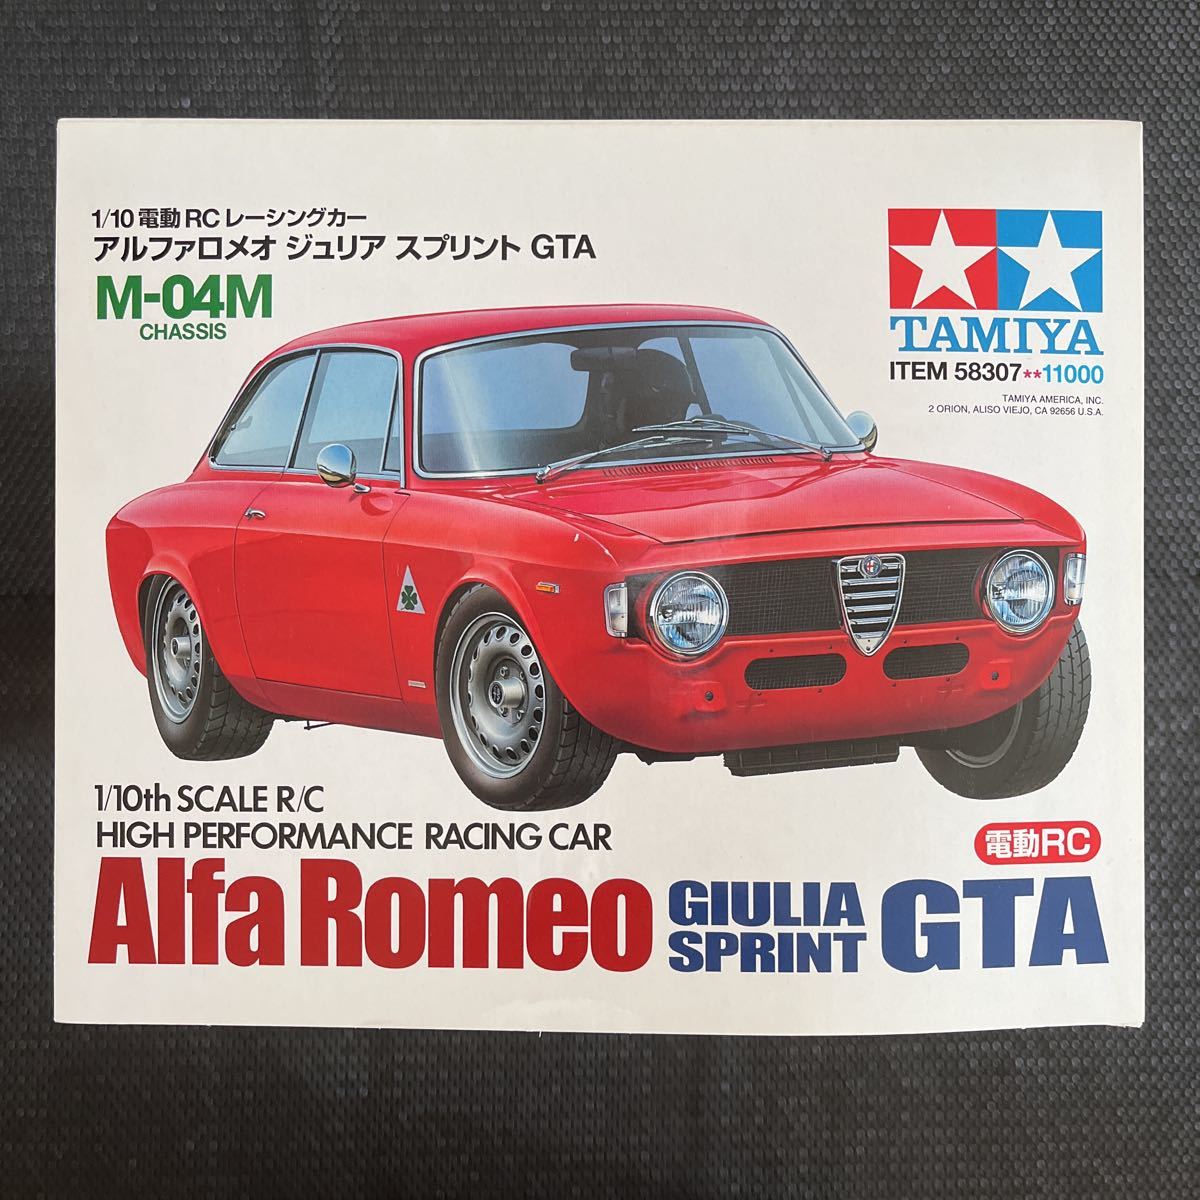 1/10 電動RCレーシングカー
アルファロメオ ジュリア スプリント GTA
M-04M
CHASSIS
TAMIYA
ITEM 58307**11000
TAMIYA AMERICA, INC.
2 ORION, ALISO VIEJO, CA 92656 U.S.A.
1/10th SCALE R/C
HIGH PERFORMANCE RACING CAR
電動RC
Alfa Romeo GIULIA SPRINT GTA